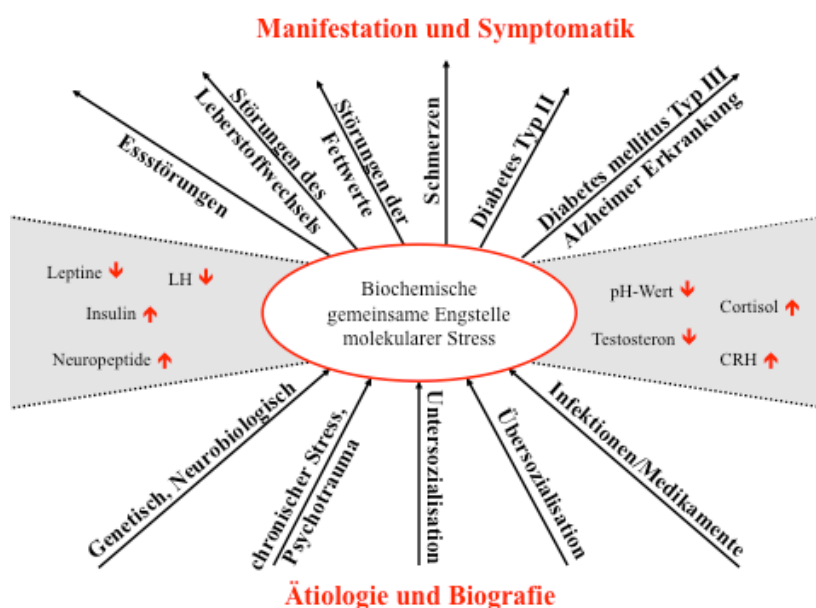 Manifestation und Symptomatik
Essstörungen
Störungen des
Leberstoffwechsels
Störungen der
Fettwerte
Schmerzen
Diabetes Typ II
Diabetes mellitus Typ III
Alzheimer Erkrankung
Leptine
LH
Insulin
Neuropeptide
Biochemische
gemeinsame Engstelle
molekularer Stress
pH-Wert
Cortisol
Testosteron
CRH
Genetisch, Neurobiologisch
chronischer Stress,
Psychotrauma
Untersozialisation
Übersozialisation
Infektionen/Medikamente
Ätiologie und Biografie